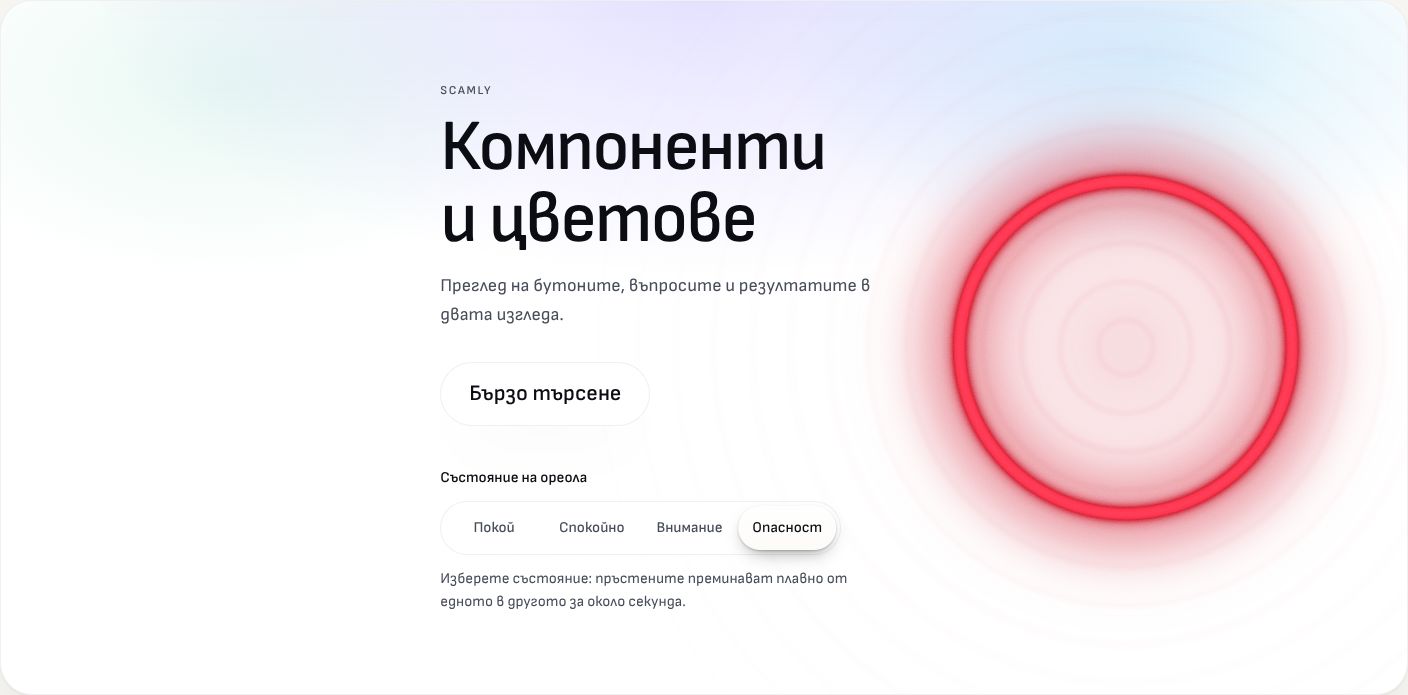 SCAMLY
Компоненти
и цветове
Преглед на бутоните, въпросите и резултатите в
двата изгледа.
Бързо търсене
Състояние на ореола
Покой Спокойно Внимание Опасност
Изберете състояние: пръстените преминават плавно от
едното в другото за около секунда.